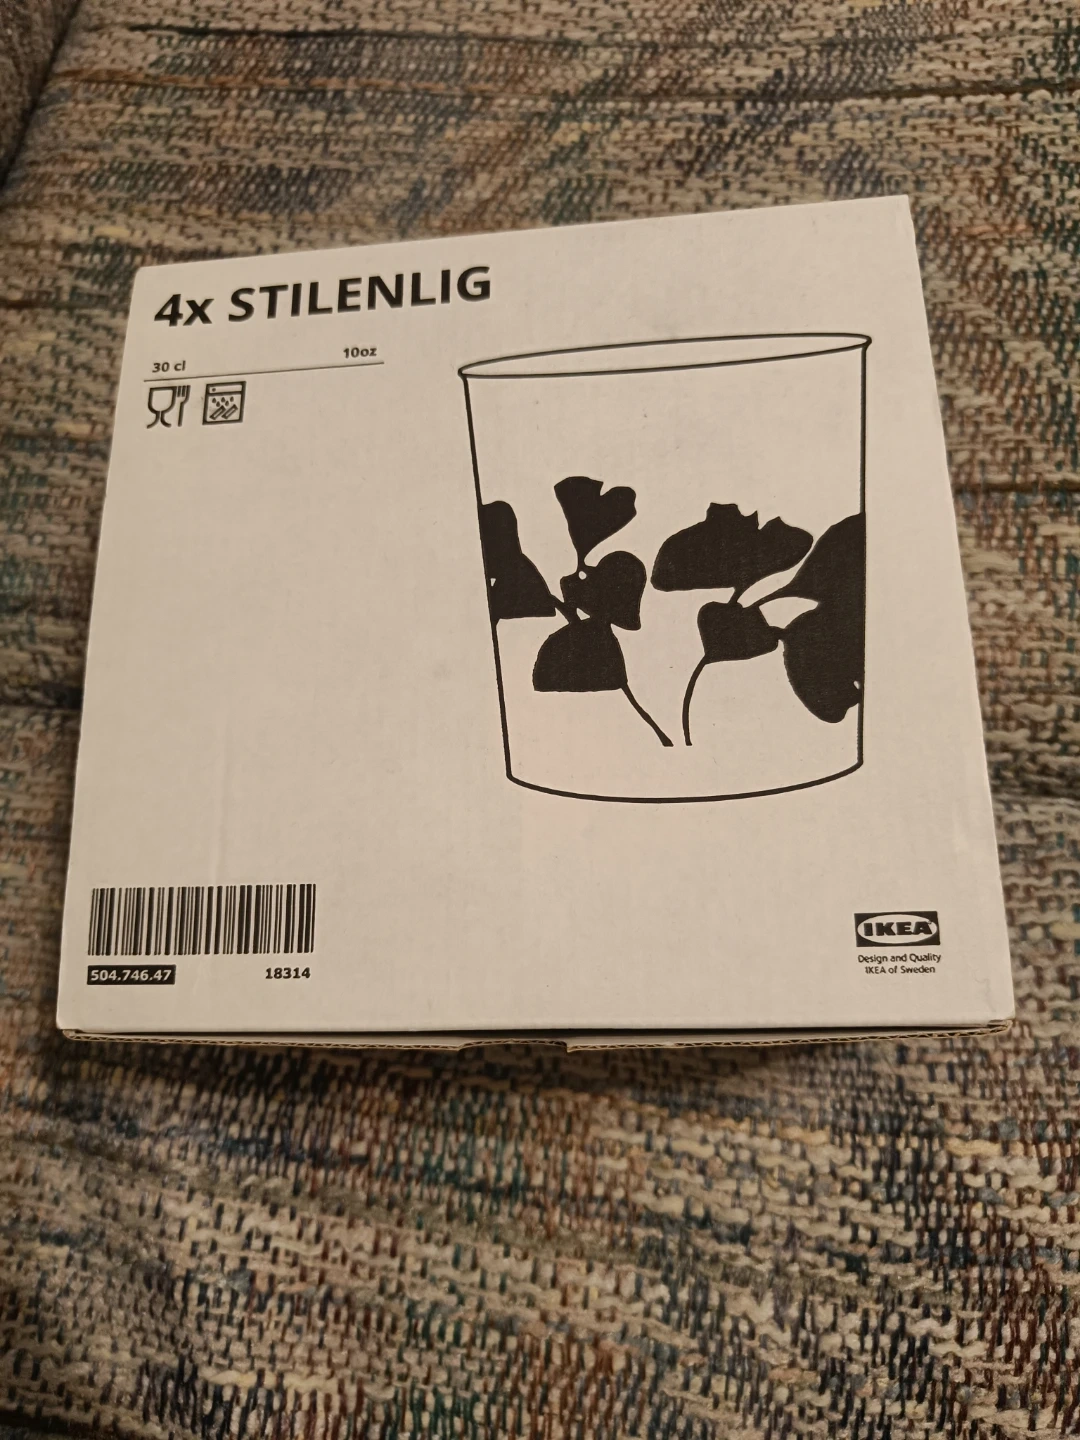 4x STILENLIG
30 cl 10oz
504.746.47 18314
IKEA
Design and Quality
IKEA of Sweden